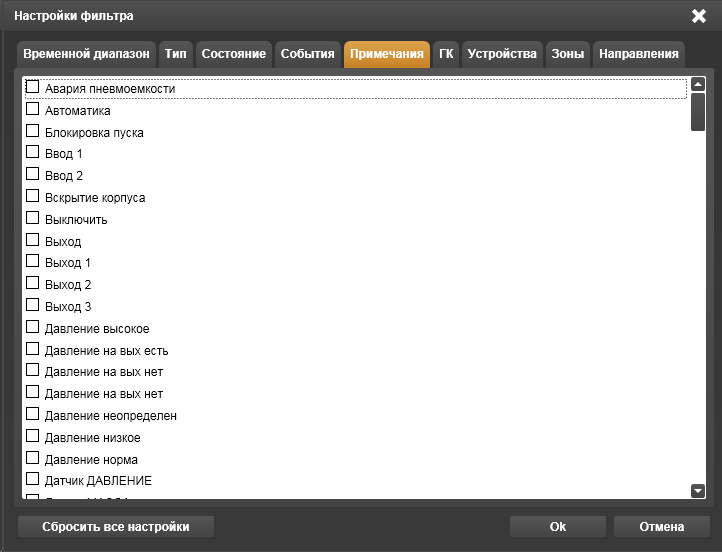 Настройки фильтра
Временной диапазон Тип Состояние События Примечания ГК Устройства Зоны Направления
Авария пневмоемкости
Автоматика
Блокировка пуска
Ввод 1
Ввод 2
Вскрытие корпуса
Выключить
Выход
Выход 1
Выход 2
Выход 3
Давление высокое
Давление на вых есть
Давление на вых нет
Давление на вых нет
Давление неопределен
Давление низкое
Давление норма
Датчик ДАВЛЕНИЕ
Сбросить все настройки Ok Отмена